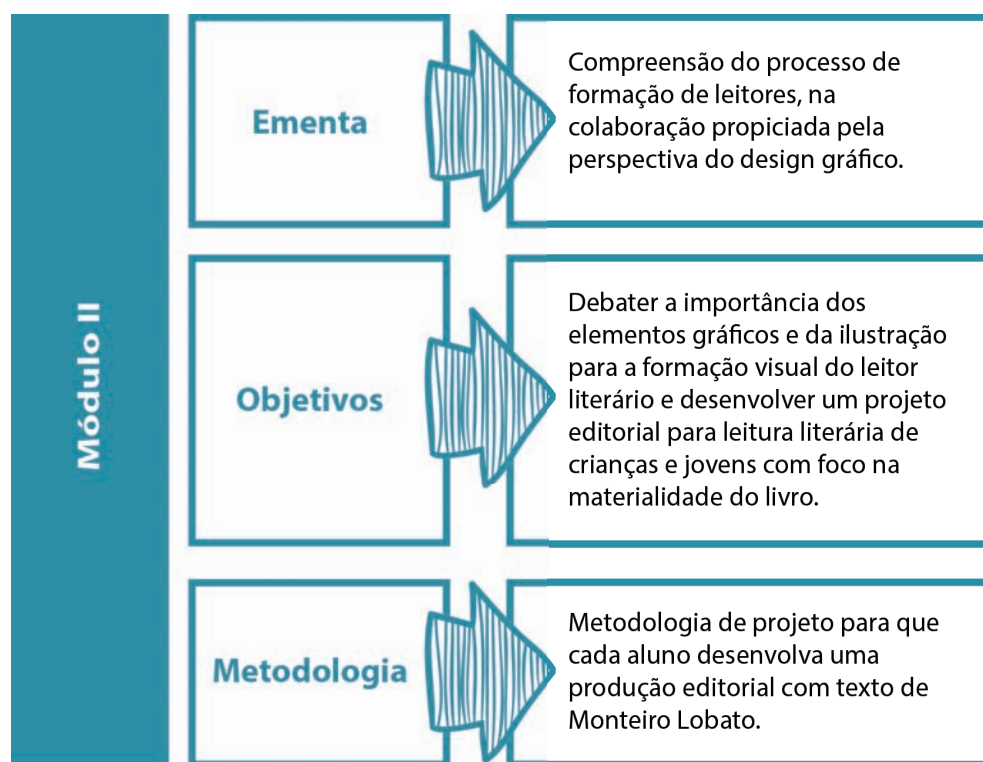 Módulo II
Ementa
Compreensão do processo de
formação de leitores, na
colaboração propiciada pela
perspectiva do design gráfico.
Objetivos
Debater a importância dos
elementos gráficos e da ilustração
para a formação visual do leitor
literário e desenvolver um projeto
editorial para leitura literária de
crianças e jovens com foco na
materialidade do livro.
Metodologia
Metodologia de projeto para que
cada aluno desenvolva uma
produção editorial com texto de
Monteiro Lobato.